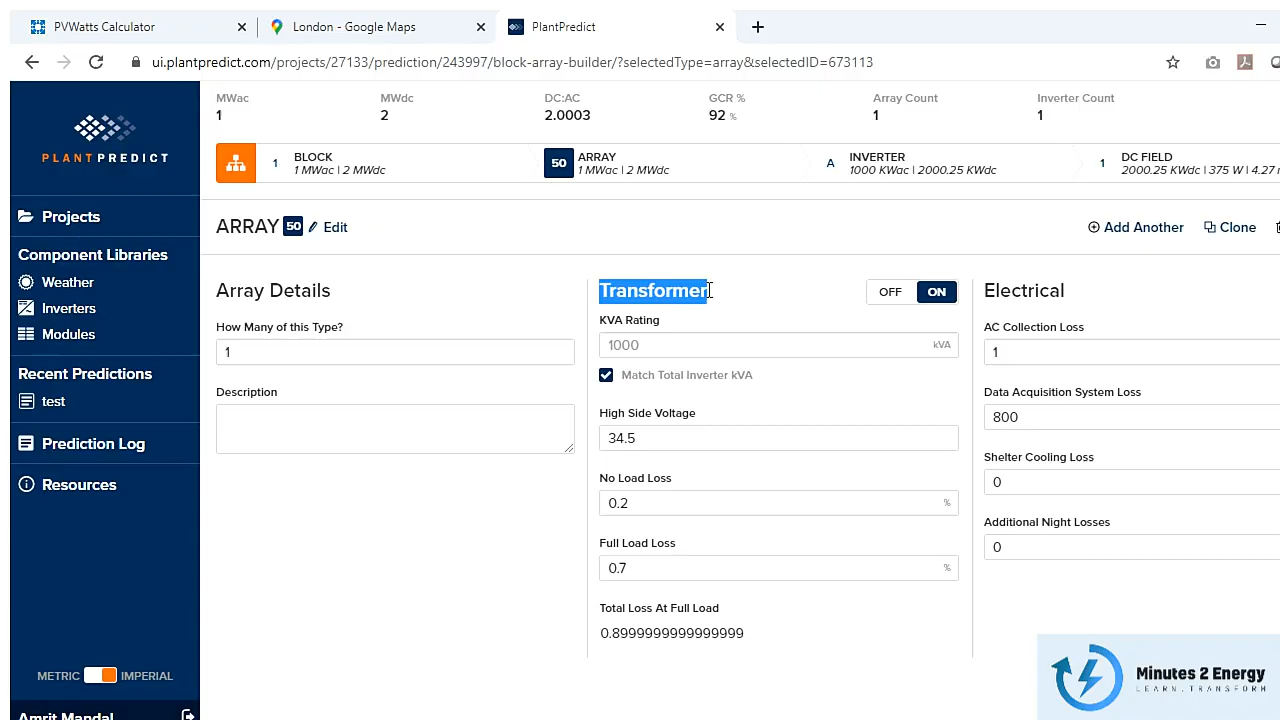 PVWatts Calculator
London - Google Maps
PlantPredict
ui.plantpredict.com/projects/27133/prediction/243997/block-array-builder/?selectedType=array&selectedID=673113
PLANTPREDICT
Projects
Component Libraries
Weather
Inverters
Modules
Recent Predictions
test
Prediction Log
Resources
METRIC IMPERIAL
Amrit Mandal
MWac MWdc DC:AC GCR % Array Count Inverter Count
1 2 2.0003 92 % 1 1
1 BLOCK 50 ARRAY A INVERTER 1 DC FIELD
1 MWac | 2 MWdc 1 MWac | 2 MWdc 1000 KWac | 2000.25 KWdc 2000.25 KWdc | 375 W | 4.27
ARRAY 50 Edit Add Another Clone
Array Details
How Many of this Type?
1
Description
Transformer OFF ON
KVA Rating
1000 kVA
Match Total Inverter kVA
High Side Voltage
34.5
No Load Loss
0.2 %
Full Load Loss
0.7 %
Total Loss At Full Load
0.8999999999999999
Electrical
AC Collection Loss
1
Data Acquisition System Loss
800
Shelter Cooling Loss
0
Additional Night Losses
0
Minutes 2 Energy
LEARN.TRANSFORM